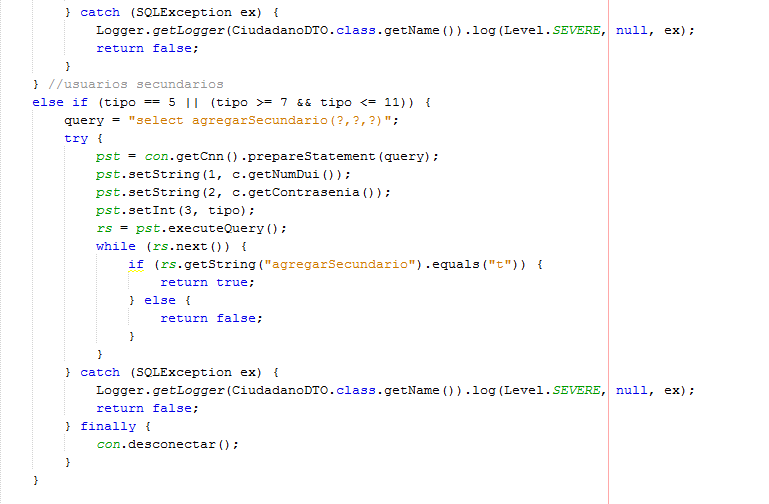 } catch (SQLException ex) {
Logger.getLogger(CiudadanoDTO.class.getName()).log(Level.SEVERE, null, ex);
return false;
}
} //usuarios secundarios
else if (tipo == 5 || (tipo >= 7 && tipo <= 11)) {
query = "select agregarSecundario(?,?,?)";
try {
pst = con.getCnn().prepareStatement(query);
pst.setString(1, c.getNumDui());
pst.setString(2, c.getContrasenia());
pst.setInt(3, tipo);
rs = pst.executeQuery();
while (rs.next()) {
if (rs.getString("agregarSecundario").equals("t")) {
return true;
} else {
return false;
}
}
} catch (SQLException ex) {
Logger.getLogger(CiudadanoDTO.class.getName()).log(Level.SEVERE, null, ex);
return false;
} finally {
con.desconectar();
}
}